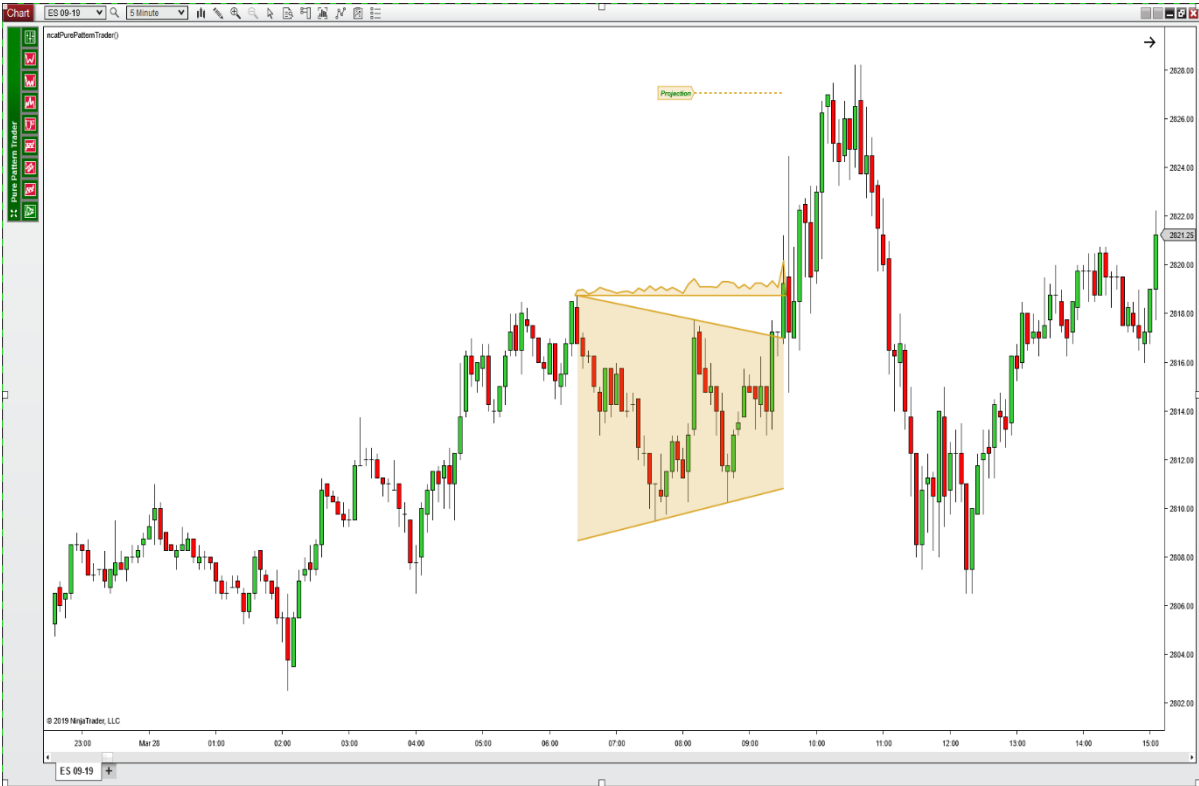 Chart ES 09-19 5 Minute
ncatPurePatternTrader()
Pure Pattern Trader
Projection
2828.00
2826.00
2824.00
2822.00
2821.25
2820.00
2818.00
2816.00
2814.00
2812.00
2810.00
2808.00
2806.00
2804.00
2802.00
© 2019 NinjaTrader, LLC
23:00 Mar 28 01:00 02:00 03:00 04:00 05:00 06:00 07:00 08:00 09:00 10:00 11:00 12:00 13:00 14:00 15:00
ES 09-19 +